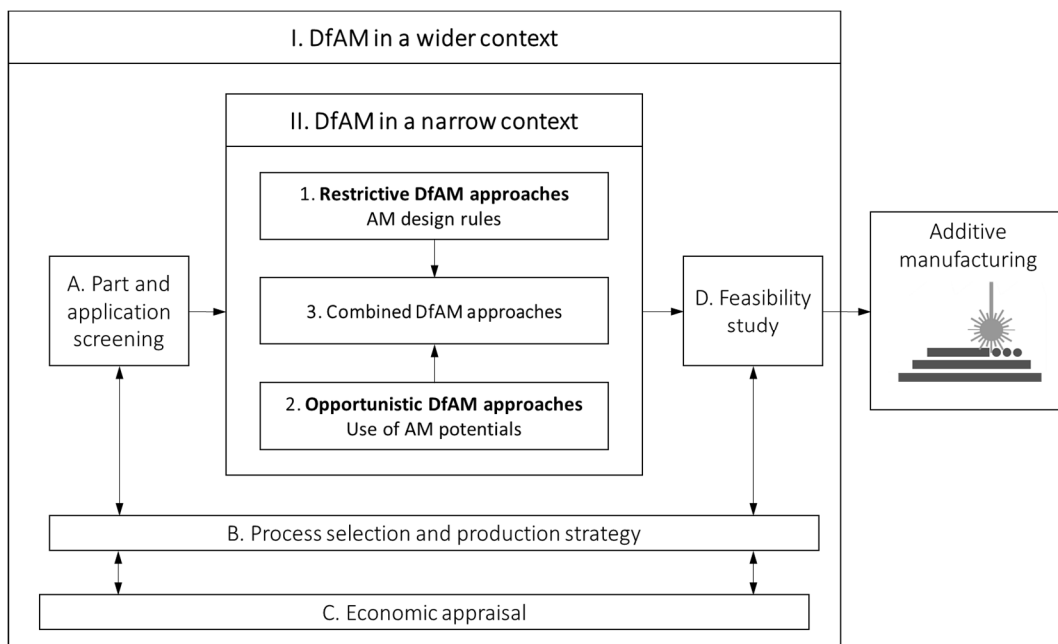 I. DfAM in a wider context
II. DfAM in a narrow context
1. Restrictive DfAM approaches
AM design rules
3. Combined DfAM approaches
2. Opportunistic DfAM approaches
Use of AM potentials
A. Part and
application
screening
D. Feasibility
study
Additive
manufacturing
B. Process selection and production strategy
C. Economic appraisal